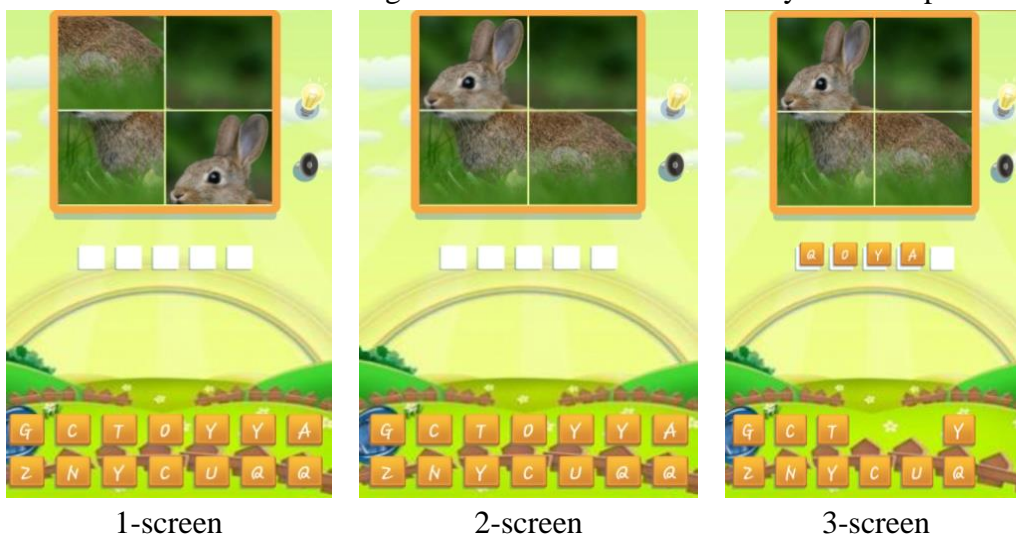 Q O Y A
G C T O Y Y A
Z N Y C U Q Q
G C T O Y Y A
Z N Y C U Q Q
G C T Y
Z N Y C U Q
1-screen
2-screen
3-screen